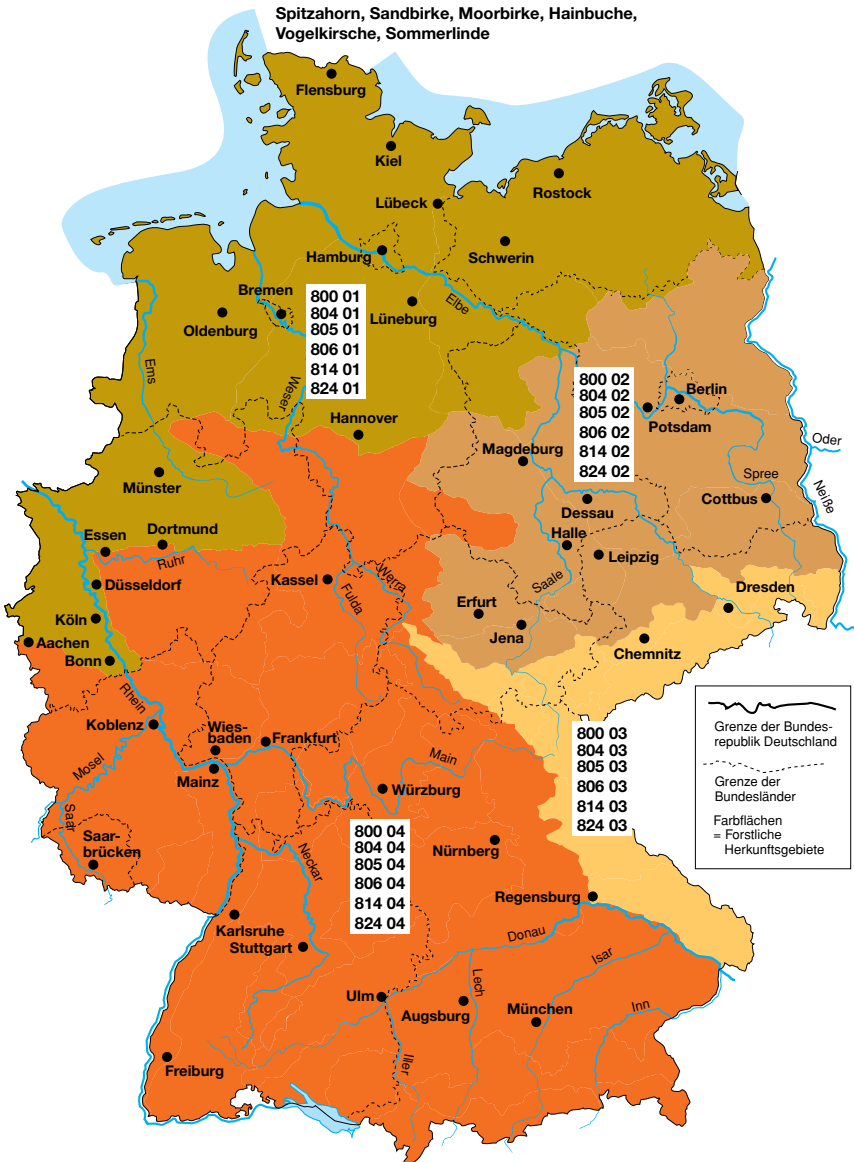 Spitzahorn, Sandbirke, Moorbirke, Hainbuche,
Vogelkirsche, Sommerlinde
Flensburg
Kiel
Rostock
Lübeck
Schwerin
Hamburg
Bremen
Elbe
Lüneburg
Oldenburg
800 01
804 01
805 01
806 01
814 01
824 01
Ems
Weser
Hannover
800 02
804 02
805 02
806 02
814 02
824 02
Berlin
Potsdam
Oder
Magdeburg
Spree
Neiße
Münster
Cottbus
Dessau
Essen
Dortmund
Halle
Ruhr
Leipzig
Düsseldorf
Kassel
Werra
Fulda
Saale
Dresden
Erfurt
Köln
Jena
Aachen
Chemnitz
Bonn
Rhein
Koblenz
Wies-
baden
Frankfurt
Mosel
Mainz
Main
Würzburg
800 03
804 03
805 03
806 03
814 03
824 03
Grenze der Bundes-
republik Deutschland
Grenze der
Bundesländer
Farbflächen
= Forstliche
Herkunftsgebiete
Saar
Saar-
brücken
800 04
804 04
805 04
806 04
814 04
824 04
Neckar
Nürnberg
Regensburg
Karlsruhe
Stuttgart
Donau
Isar
Lech
Ulm
Augsburg
München
Inn
Iller
Freiburg